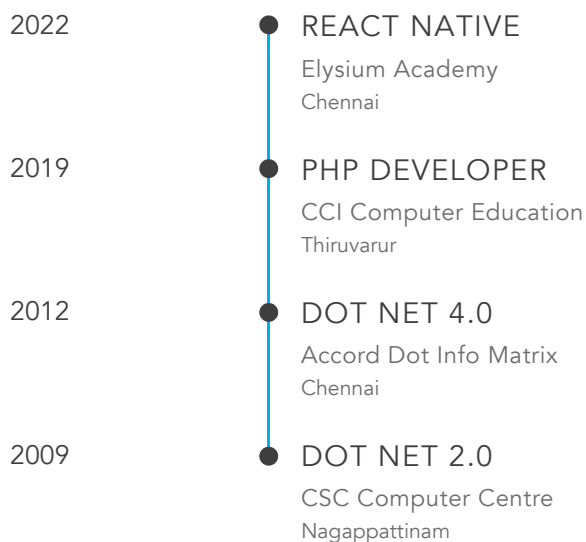 2022
REACT NATIVE
Elysium Academy
Chennai
2019
PHP DEVELOPER
CCI Computer Education
Thiruvarur
2012
DOT NET 4.0
Accord Dot Info Matrix
Chennai
2009
DOT NET 2.0
CSC Computer Centre
Nagappattinam